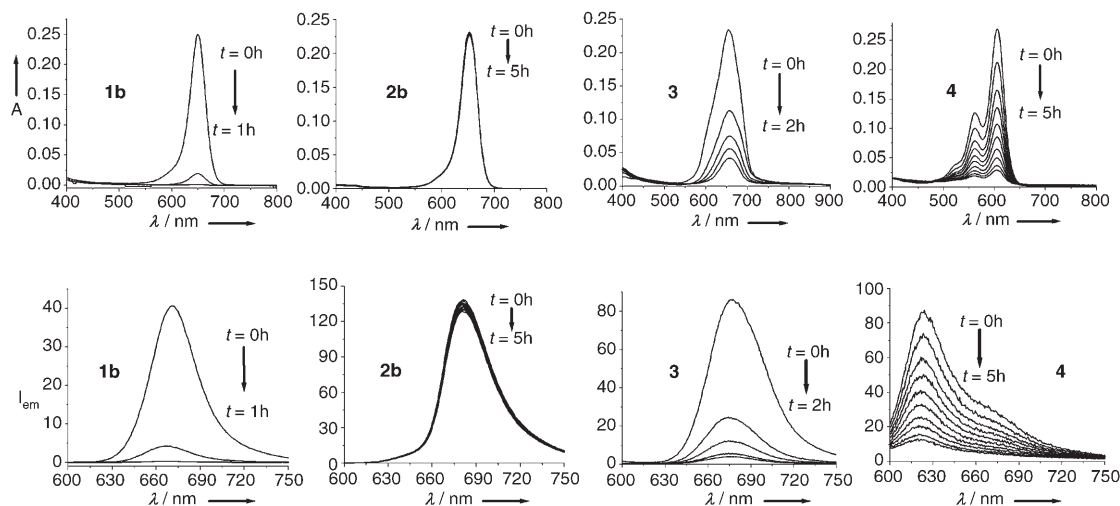 0.25
0.20
0.15
0.10
0.05
0.00
A
1b
t = 0h
t = 1h
400 500 600 700 800
λ / nm
0.25
0.20
0.15
0.10
0.05
0.00
2b
t = 0h
t = 5h
400 500 600 700 800
λ / nm
0.25
0.20
0.15
0.10
0.05
0.00
3
t = 0h
t = 2h
400 500 600 700 800 900
λ / nm
0.25
0.20
0.15
0.10
0.05
0.00
4
t = 0h
t = 5h
400 500 600 700 800
λ / nm
40
30
20
10
0
Iem
1b
t = 0h
t = 1h
600 630 660 690 720 750
λ / nm
150
120
90
60
30
0
2b
t = 0h
t = 5h
600 630 660 690 720 750
λ / nm
80
60
40
20
0
3
t = 0h
t = 2h
600 630 660 690 720 750
λ / nm
100
80
60
40
20
0
t = 0h
t = 5h
4
600 630 660 690 720 750
λ / nm